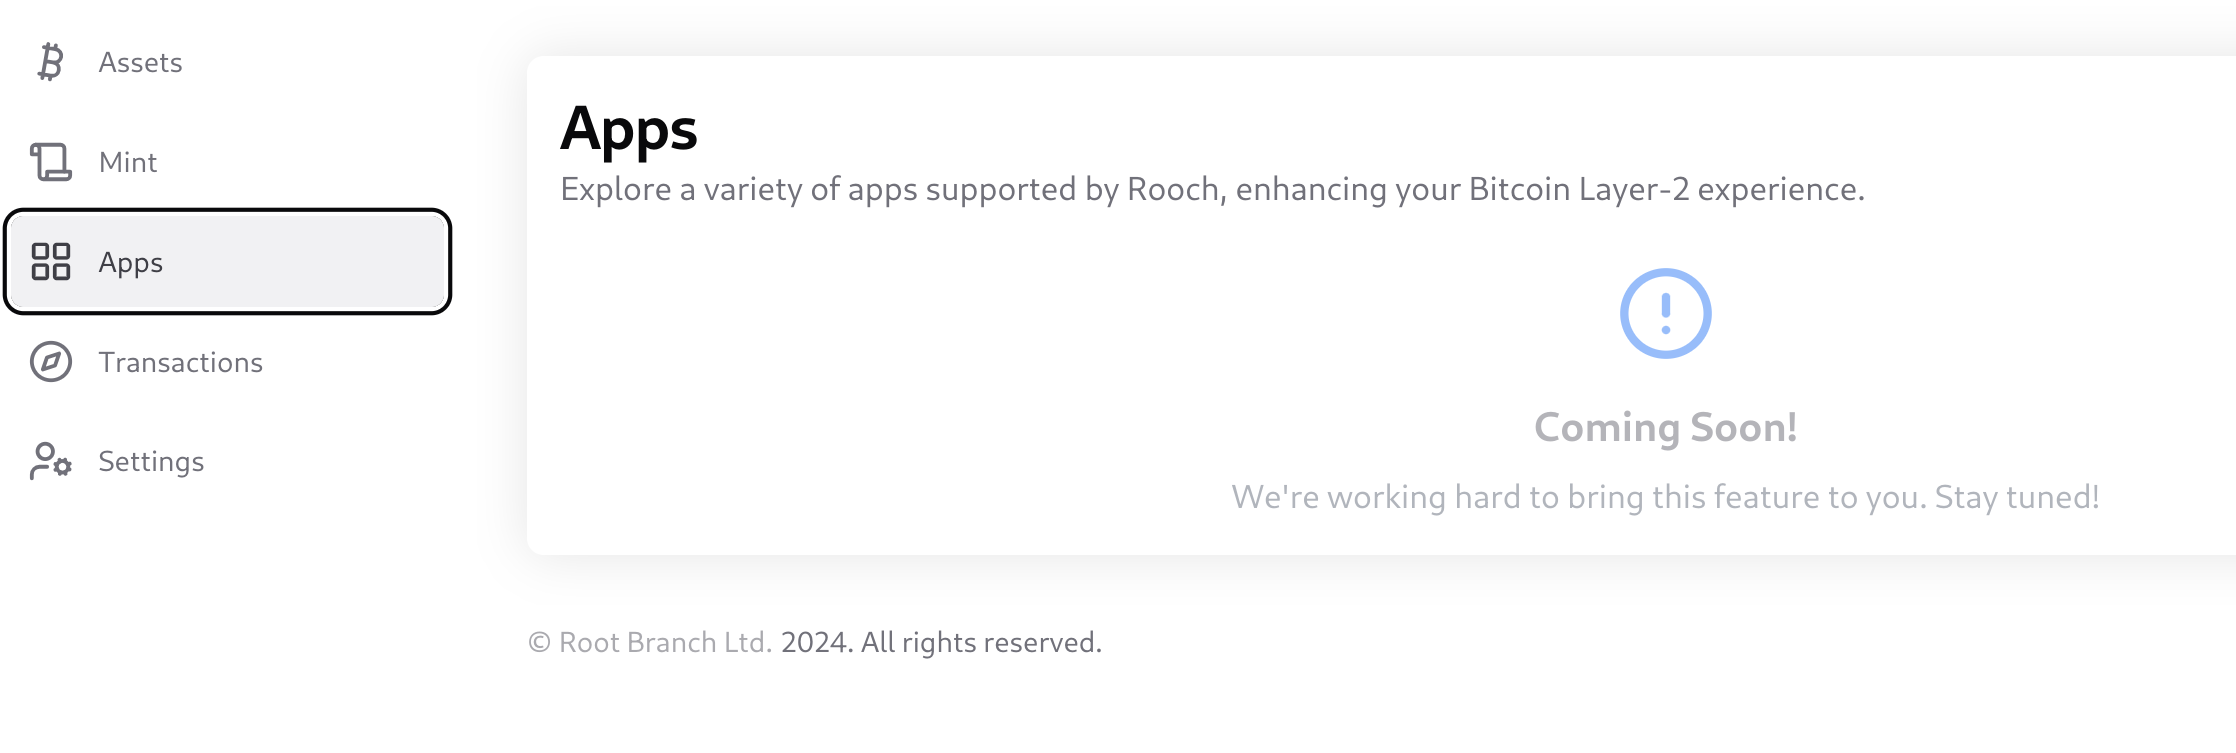 Assets
Mint
Apps
Transactions
Settings
Apps
Explore a variety of apps supported by Rooch, enhancing your Bitcoin Layer-2 experience.
Coming Soon!
We're working hard to bring this feature to you. Stay tuned!
© Root Branch Ltd. 2024. All rights reserved.